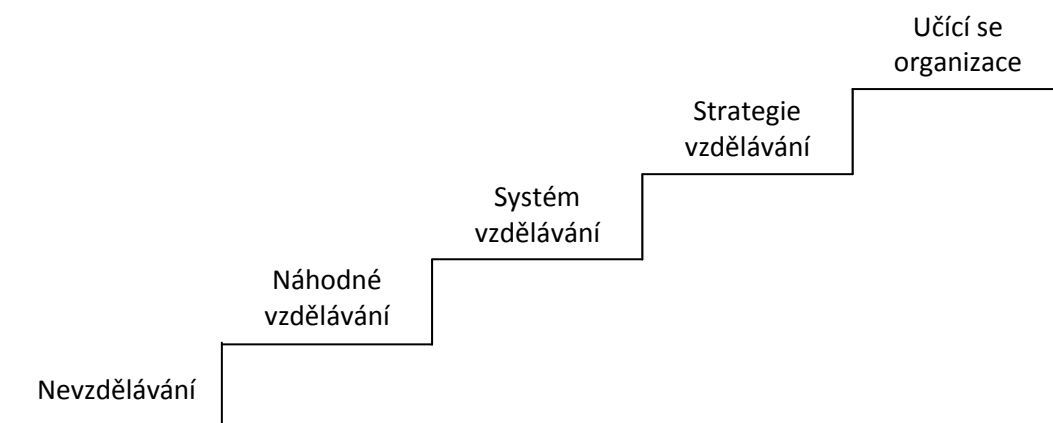 Učící se
organizace
Strategie
vzdělávání
Systém
vzdělávání
Náhodné
vzdělávání
Nevzdělávání